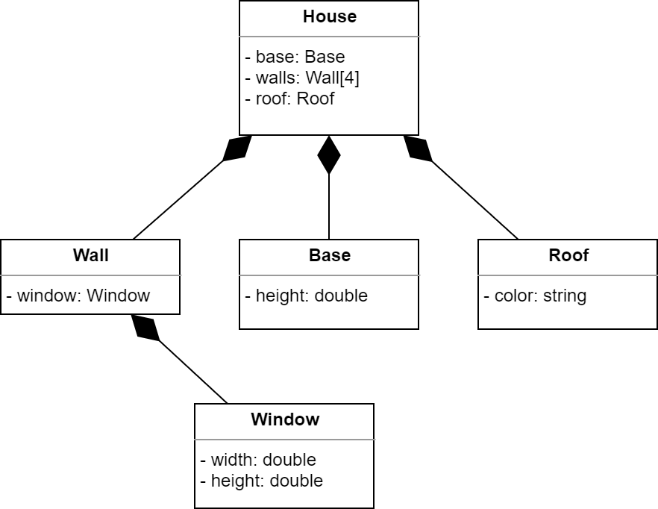 House
- base: Base
- walls: Wall[4]
- roof: Roof
Wall
- window: Window
Base
- height: double
Roof
- color: string
Window
- width: double
- height: double